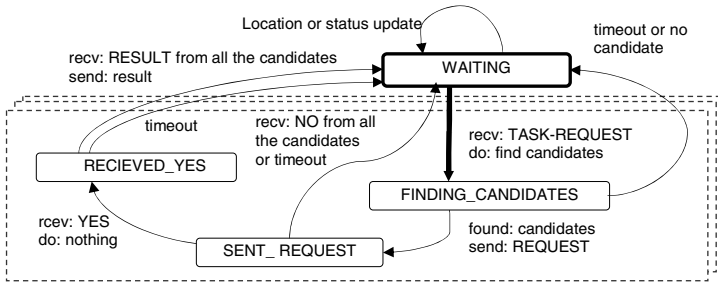 Location or status update
timeout or no
candidate
recv: RESULT from all the candidates
send: result
WAITING
timeout
recv: NO from all
the candidates
or timeout
recv: TASK-REQUEST
do: find candidates
RECIEVED_YES
FINDING_CANDIDATES
rcev: YES
do: nothing
found: candidates
send: REQUEST
SENT_ REQUEST